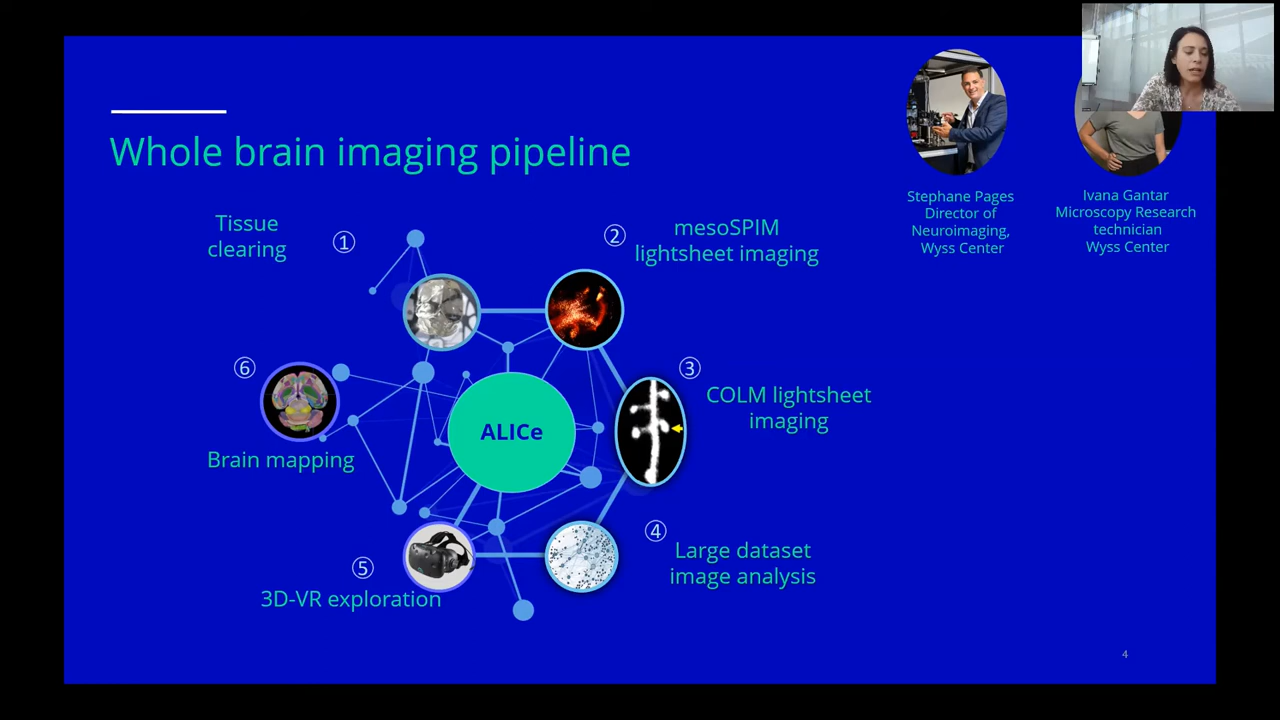 Whole brain imaging pipeline
Stephane Pages
Director of
Neuroimaging,
Wyss Center
Ivana Gantar
Microscopy Research
technician
Wyss Center
Tissue
clearing
①
②
mesoSPIM
lightsheet imaging
③
COLM lightsheet
imaging
④
Large dataset
image analysis
⑤
3D-VR exploration
⑥
Brain mapping
ALICe
4